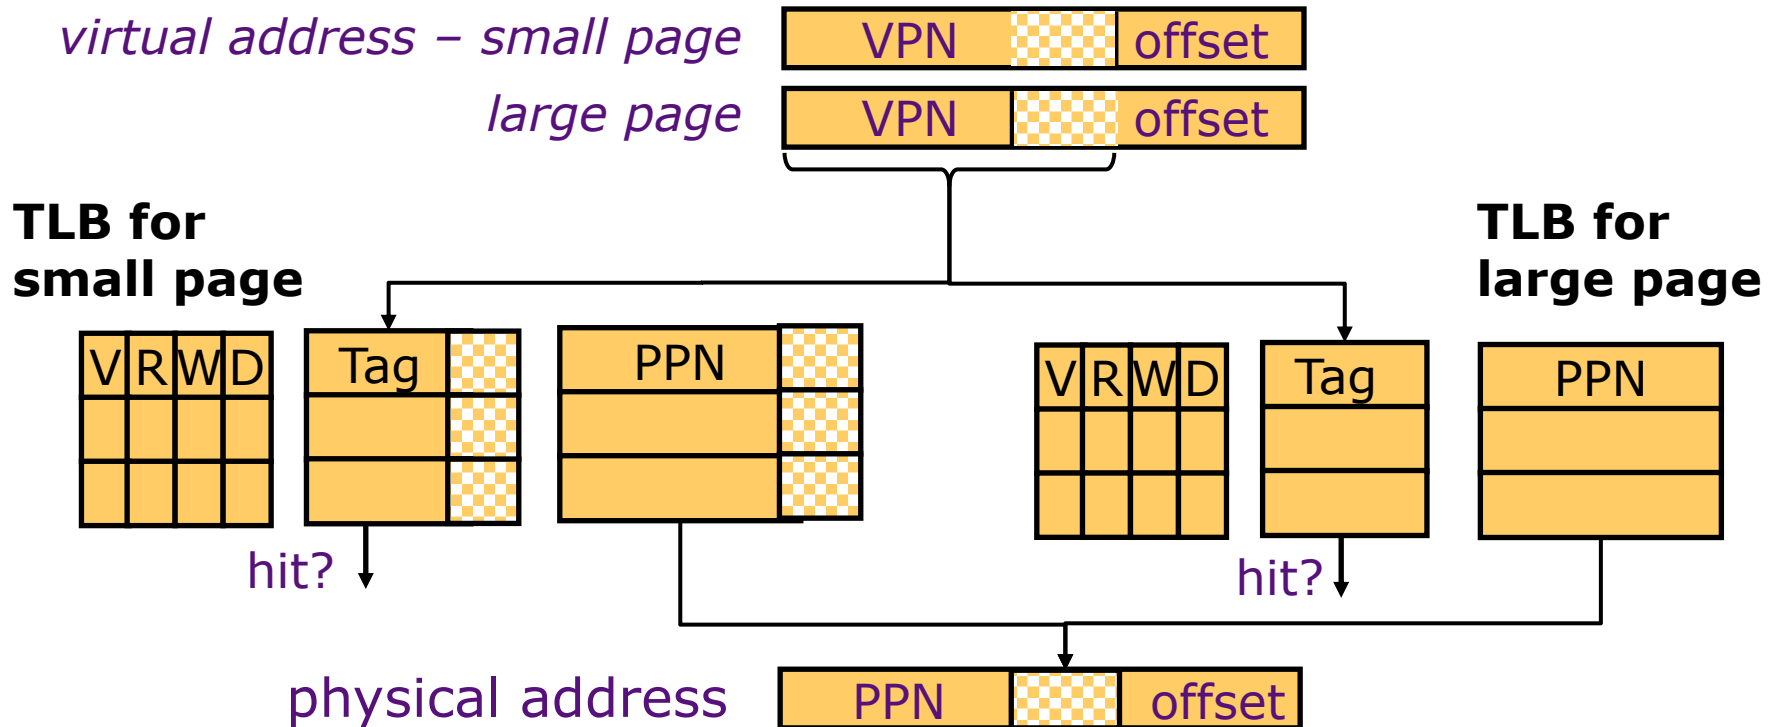 virtual address – small page VPN offset
large page VPN offset
TLB for
small page
TLB for
large page
V R W D Tag PPN
V R W D Tag PPN
hit?
hit?
physical address PPN offset